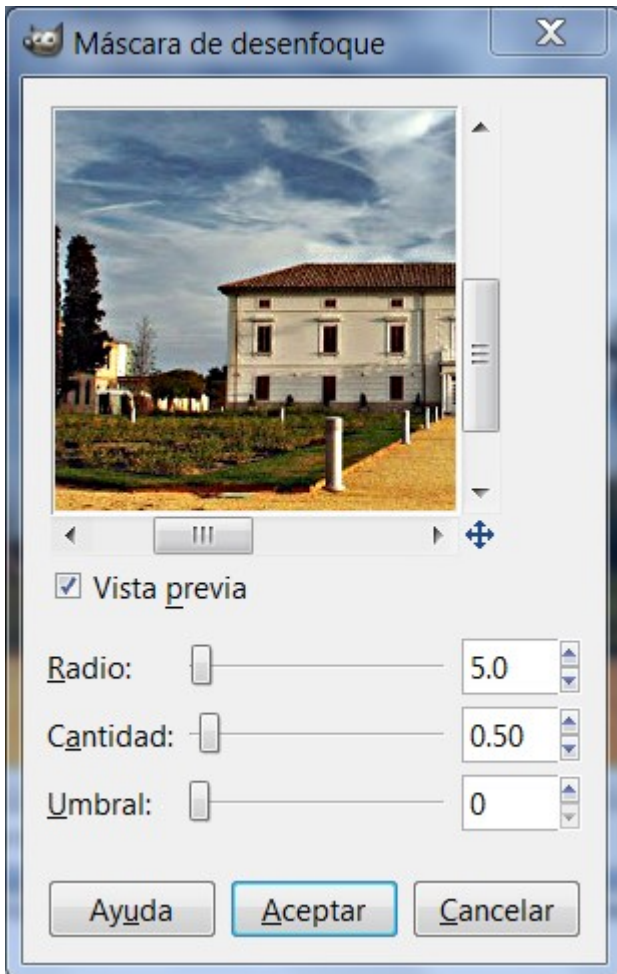 Máscara de desenfoque
Vista previa
Radio: 5.0
Cantidad: 0.50
Umbral: 0
Ayuda Aceptar Cancelar